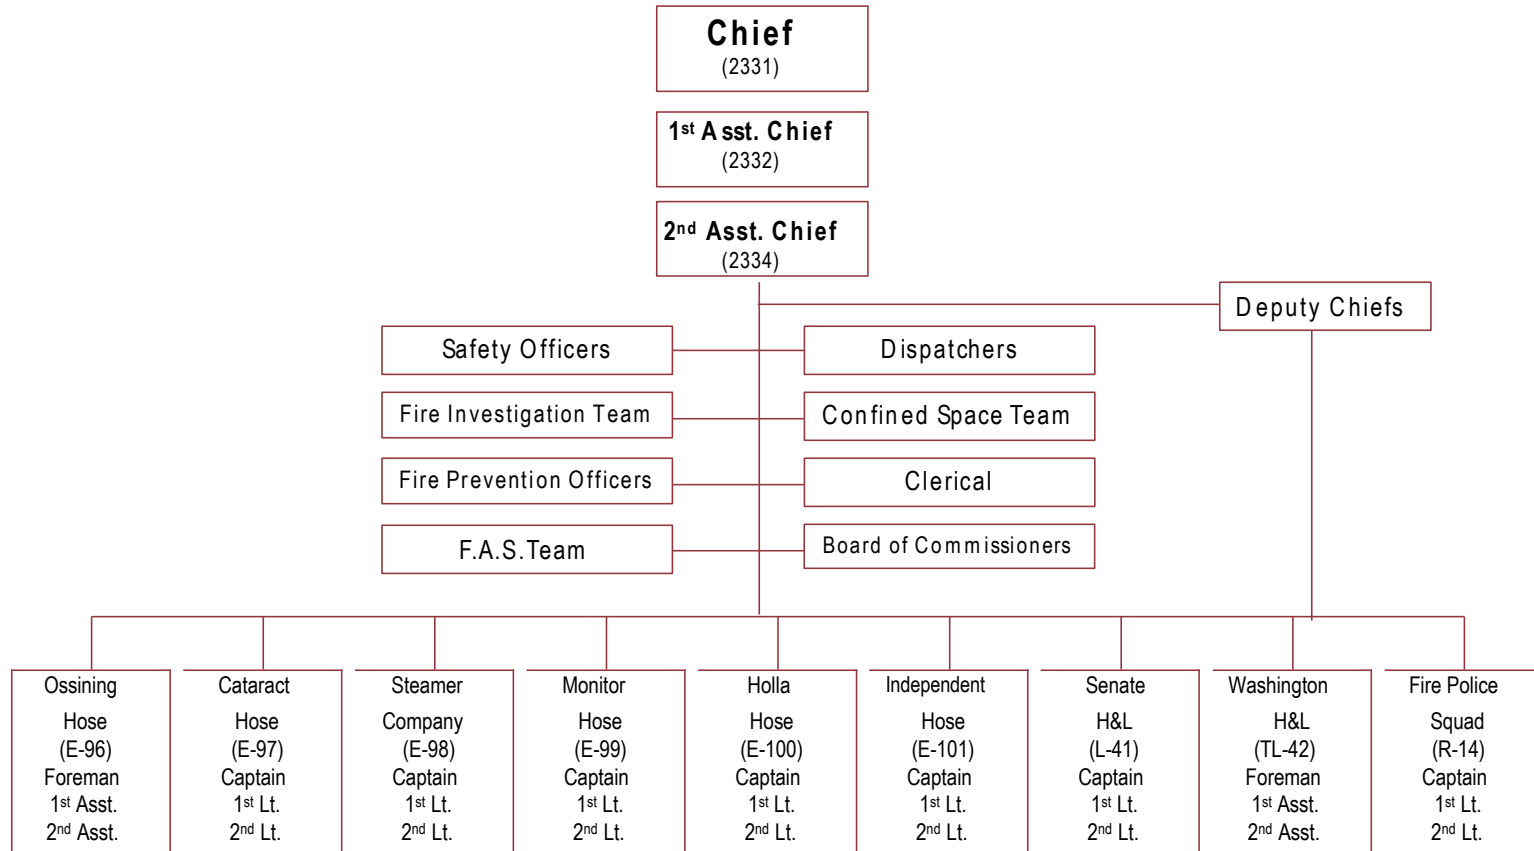 Chief
(2331)
1st Asst. Chief
(2332)
2nd Asst. Chief
(2334)
Deputy Chiefs
Safety Officers
Dispatchers
Fire Investigation Team
Confined Space Team
Fire Prevention Officers
Clerical
F.A.S.Team
Board of Commissioners
Ossining
Hose
(E-96)
Foreman
1st Asst.
2nd Asst.
Cataract
Hose
(E-97)
Captain
1st Lt.
2nd Lt.
Steamer
Company
(E-98)
Captain
1st Lt.
2nd Lt.
Monitor
Hose
(E-99)
Captain
1st Lt.
2nd Lt.
Holla
Hose
(E-100)
Captain
1st Lt.
2nd Lt.
Independent
Hose
(E-101)
Captain
1st Lt.
2nd Lt.
Senate
H&L
(L-41)
Captain
1st Lt.
2nd Lt.
Washington
H&L
(TL-42)
Foreman
1st Asst.
2nd Asst.
Fire Police
Squad
(R-14)
Captain
1st Lt.
2nd Lt.